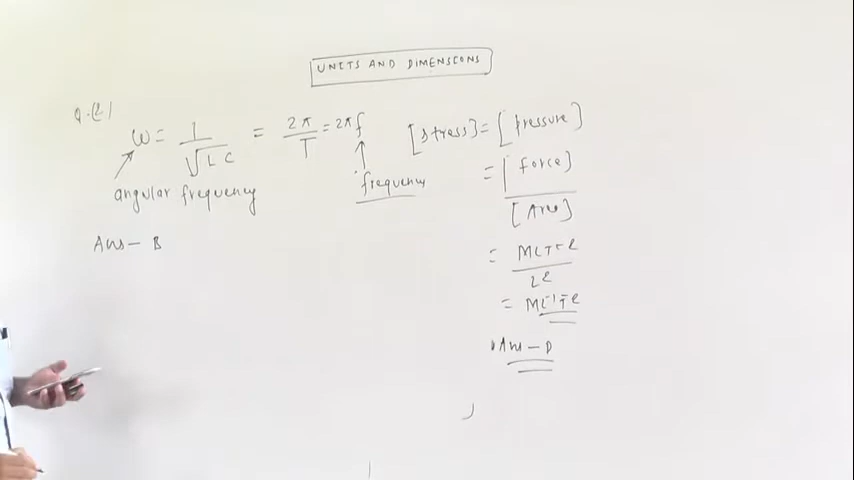 UNITS AND DIMENSIONS
Q.(2)
ω = 1/√LC = 2π/T = 2πf
angular frequency
frequency
Ans – B
[stress] = [pressure]
= [force]
[Area]
= MLT-2
L2
= ML-1T-2
Ans – D